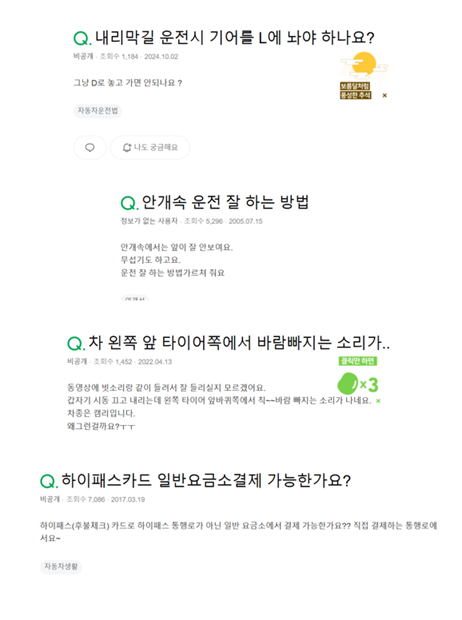 Q. 내리막길 운전시 기어를 L에 놔야 하나요?
비공개 · 조회수 1,184 · 2024.10.02
그냥 D로 놓고 가면 안되나요 ?
보름달처럼
풍성한 추석
자동차운전법
나도 궁금해요
Q. 안개속 운전 잘 하는 방법
정보가 없는 사용자 · 조회수 5,296 · 2005.07.15
안개속에서는 앞이 잘 안보여요.
무섭기도 하고요.
운전 잘 하는 방법가르쳐 줘요
Q. 차 왼쪽 앞 타이어쪽에서 바람빠지는 소리가..
비공개 · 조회수 1,452 · 2022.04.13
클릭만 하면
×3
동영상에 빗소리랑 같이 들려서 잘 들리실지 모르겠어요.
갑자기 시동 끄고 내리는데 왼쪽 타이어 앞바퀴쪽에서 칙~~바람 빠지는 소리가 나네요.
차종은 캠리입니다.
왜그런걸까요?ㅜㅜ
Q. 하이패스카드 일반요금소결제 가능한가요?
비공개 · 조회수 7,086 · 2017.03.19
하이패스(후불체크) 카드로 하이패스 통행로가 아닌 일반 요금소에서 결제 가능한가요?? 직접 결제하는 통행로에
서요~
자동차생활